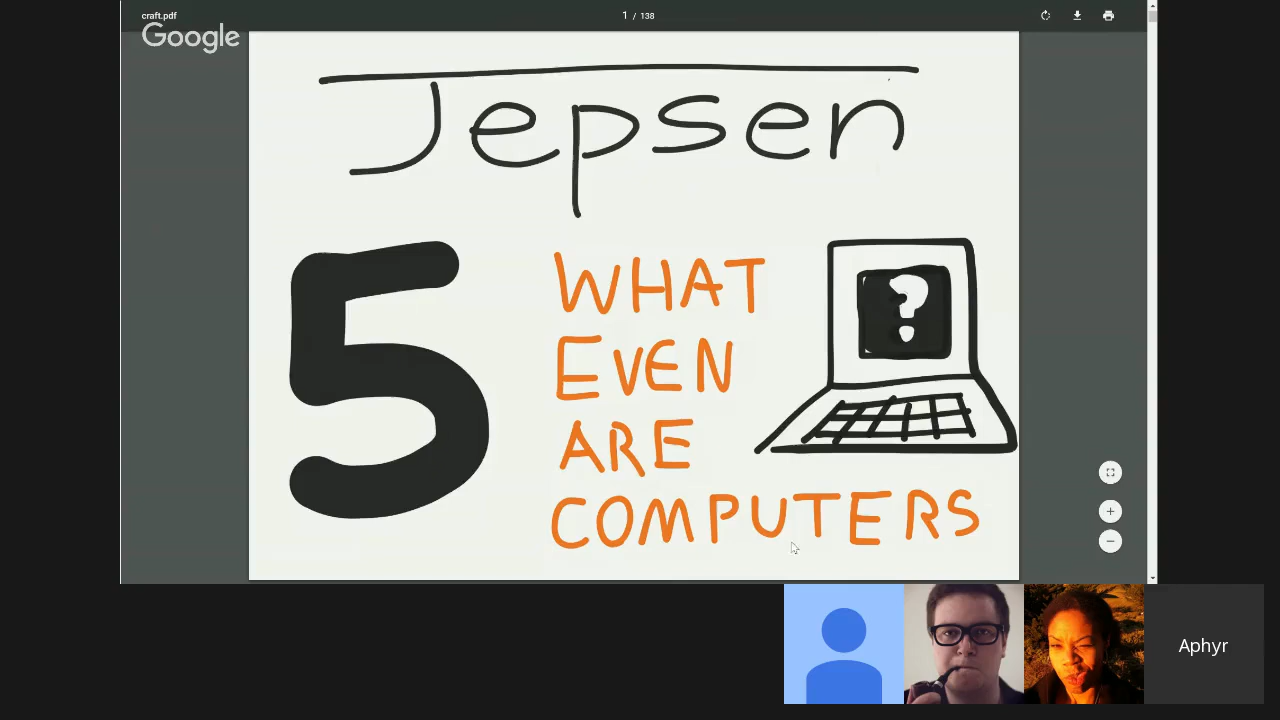 craft.pdf
1 / 138
Google
Jepsen
5
WHAT
EVEN
ARE
COMPUTERS
?
Aphyr